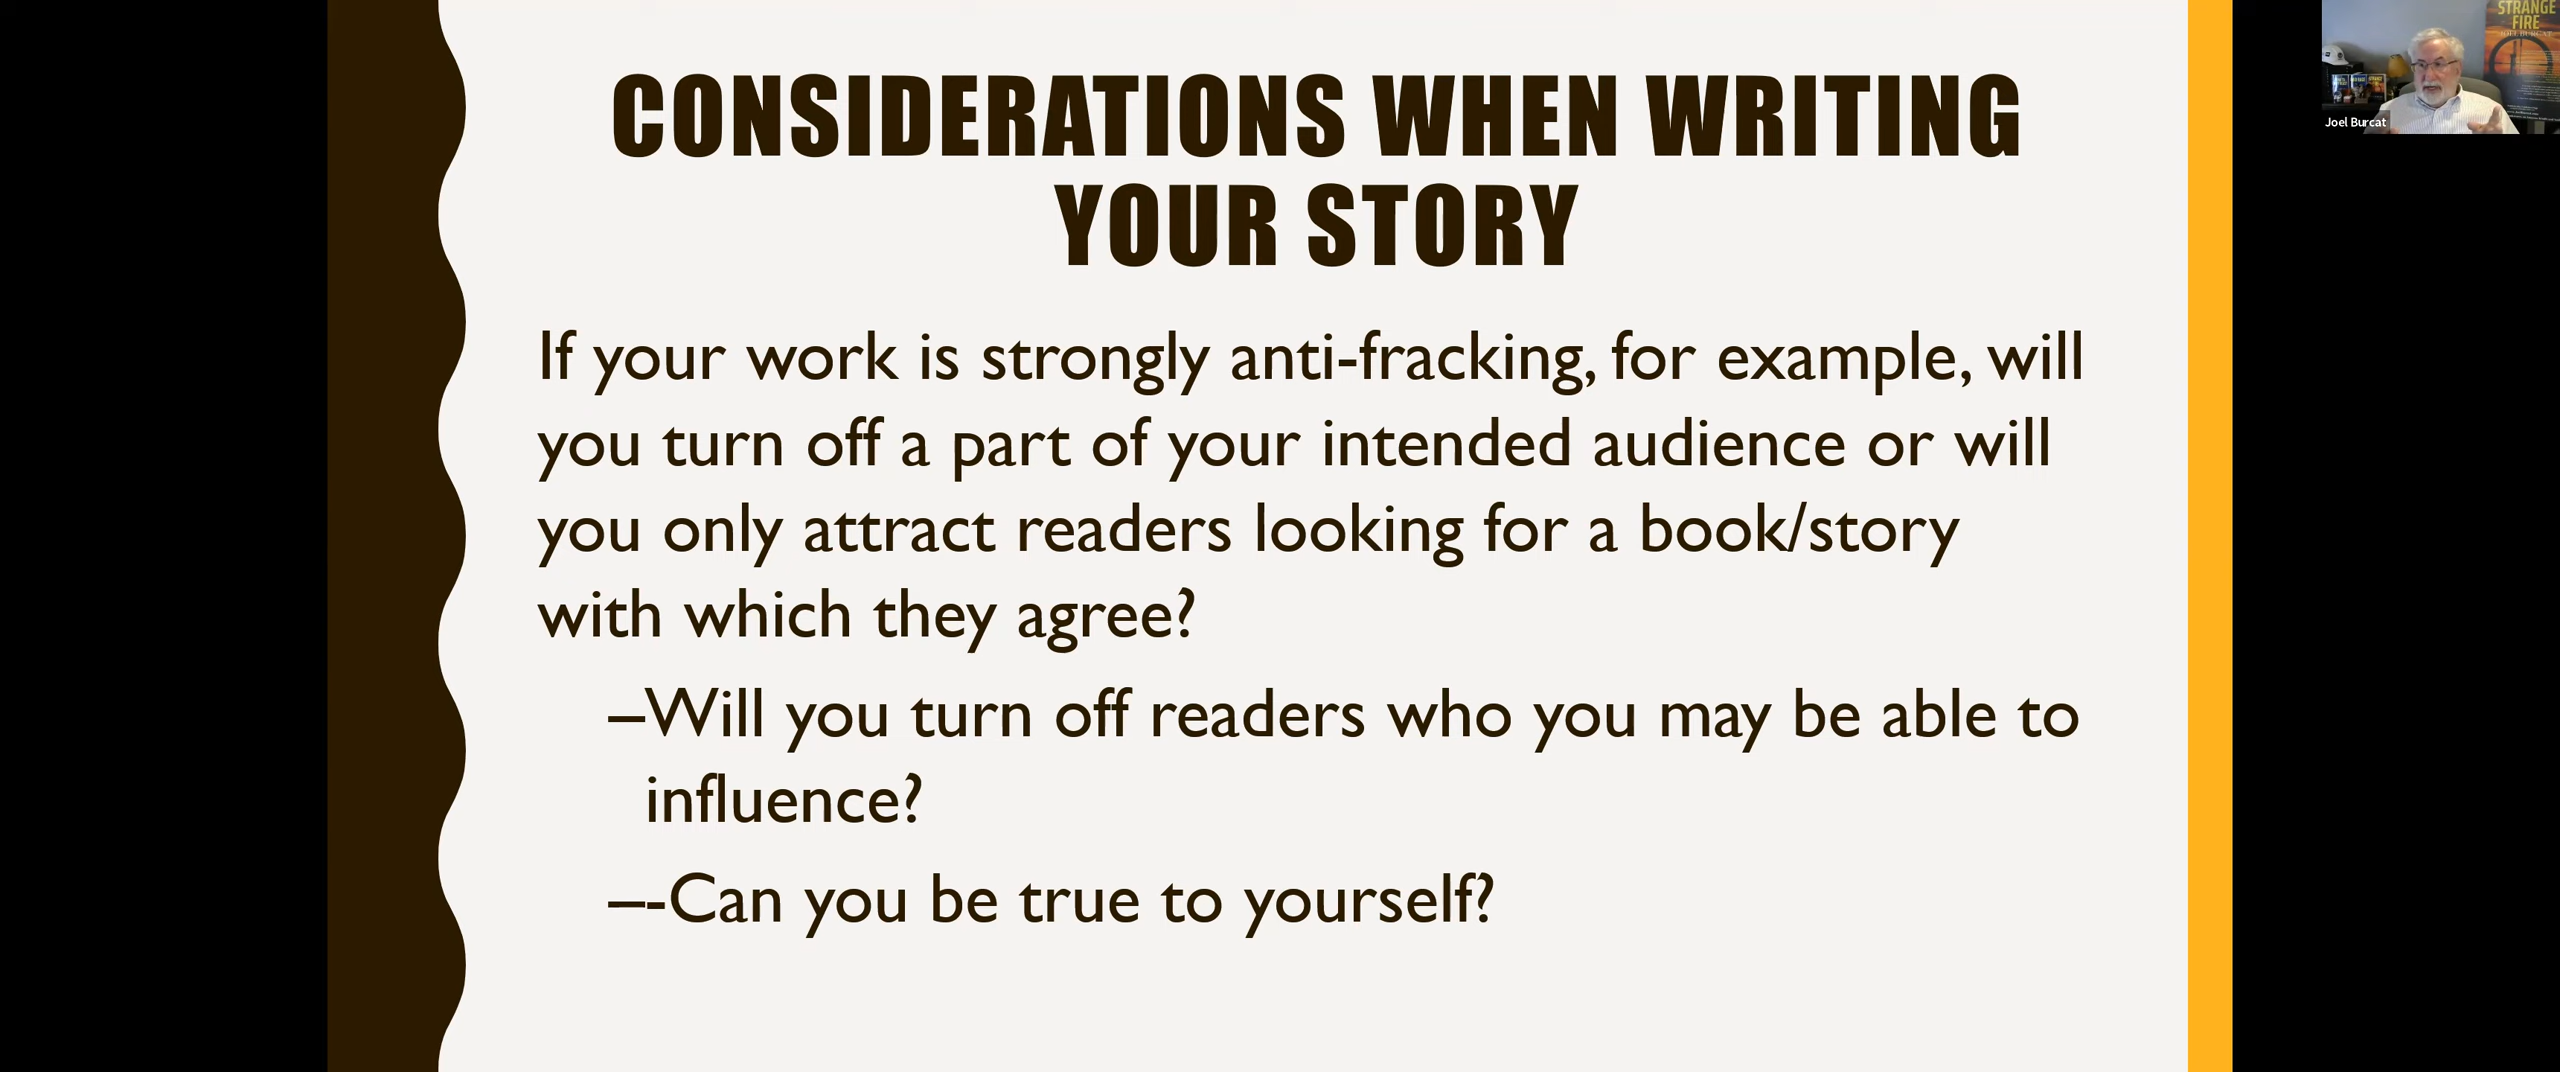 CONSIDERATIONS WHEN WRITING
YOUR STORY
If your work is strongly anti-fracking, for example, will
you turn off a part of your intended audience or will
you only attract readers looking for a book/story
with which they agree?
–Will you turn off readers who you may be able to
influence?
–-Can you be true to yourself?
STRANGE
FIRE
JOEL BURCAT
Joel Burcat